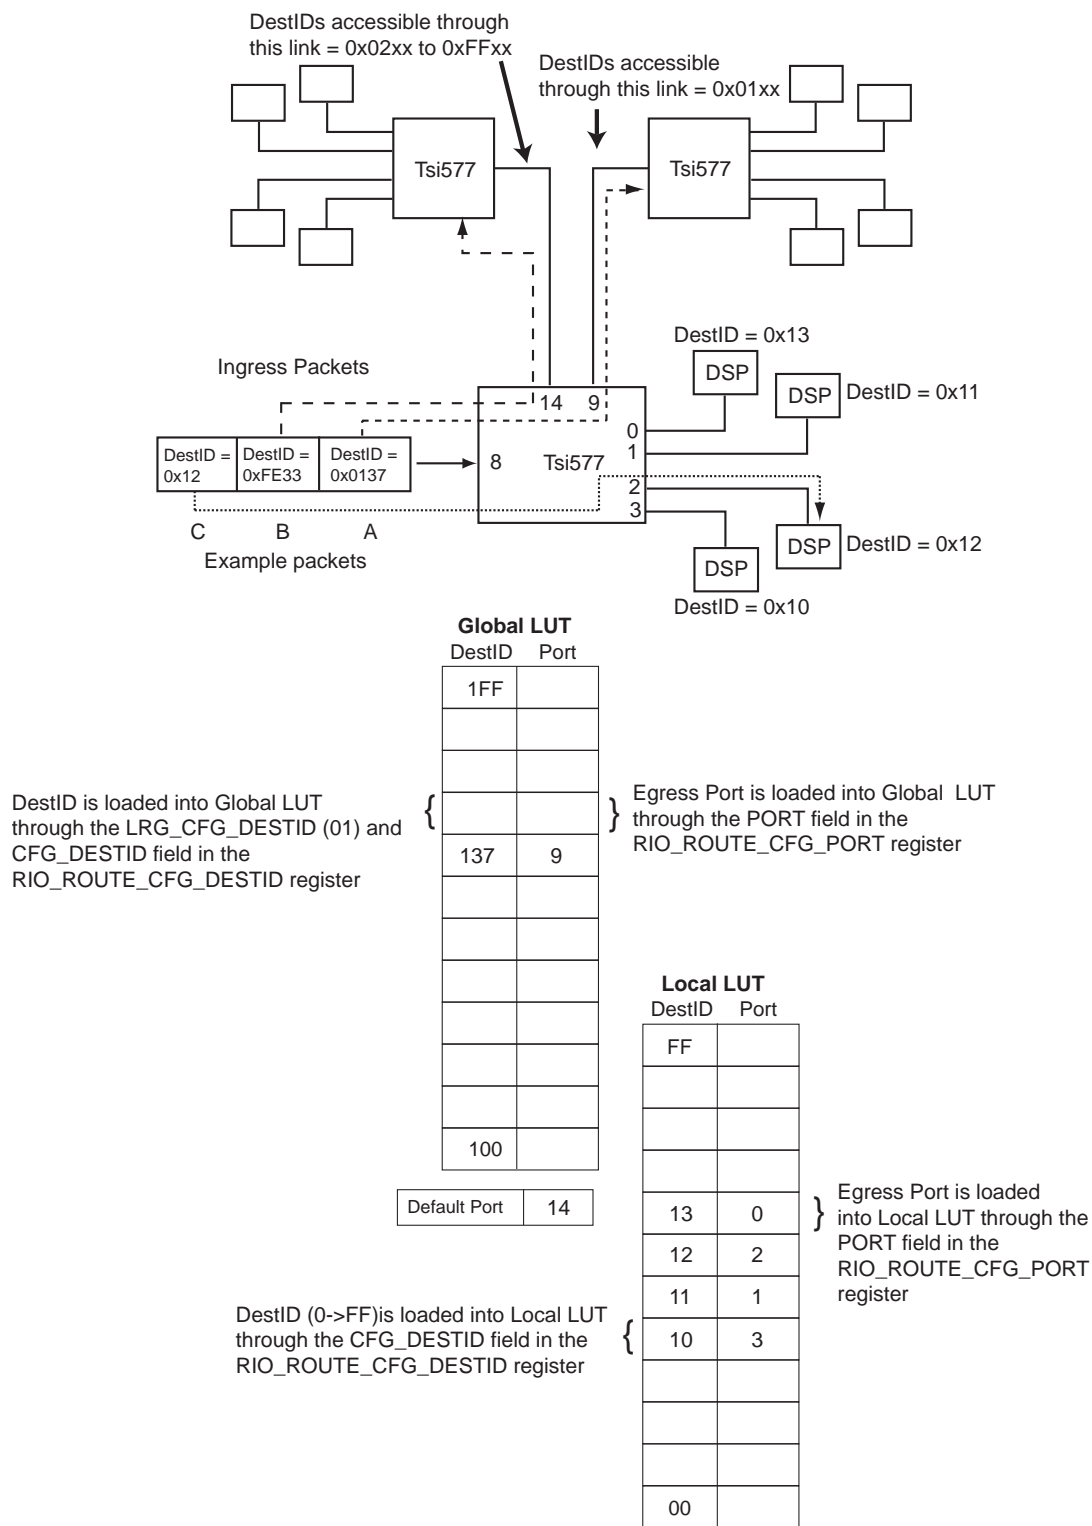 DestIDs accessible through
this link = 0x02xx to 0xFFxx
DestIDs accessible
through this link = 0x01xx
Tsi577
Tsi577
DestID = 0x13
DSP
DSP
DestID = 0x11
Ingress Packets
14
9
0
1
8
Tsi577
2
3
DestID =
0x12
DestID =
0xFE33
DestID =
0x0137
C
B
A
Example packets
DSP
DestID = 0x12
DSP
DestID = 0x10
Global LUT
DestID Port
1FF
DestID is loaded into Global LUT
through the LRG_CFG_DESTID (01) and
CFG_DESTID field in the
RIO_ROUTE_CFG_DESTID register
{
}
Egress Port is loaded into Global LUT
through the PORT field in the
RIO_ROUTE_CFG_PORT register
137 9
100
Default Port 14
Local LUT
DestID Port
FF
13 0
12 2
11 1
10 3
00
}
Egress Port is loaded
into Local LUT through the
PORT field in the
RIO_ROUTE_CFG_PORT
register
DestID (0->FF)is loaded into Local LUT
through the CFG_DESTID field in the
RIO_ROUTE_CFG_DESTID register
{